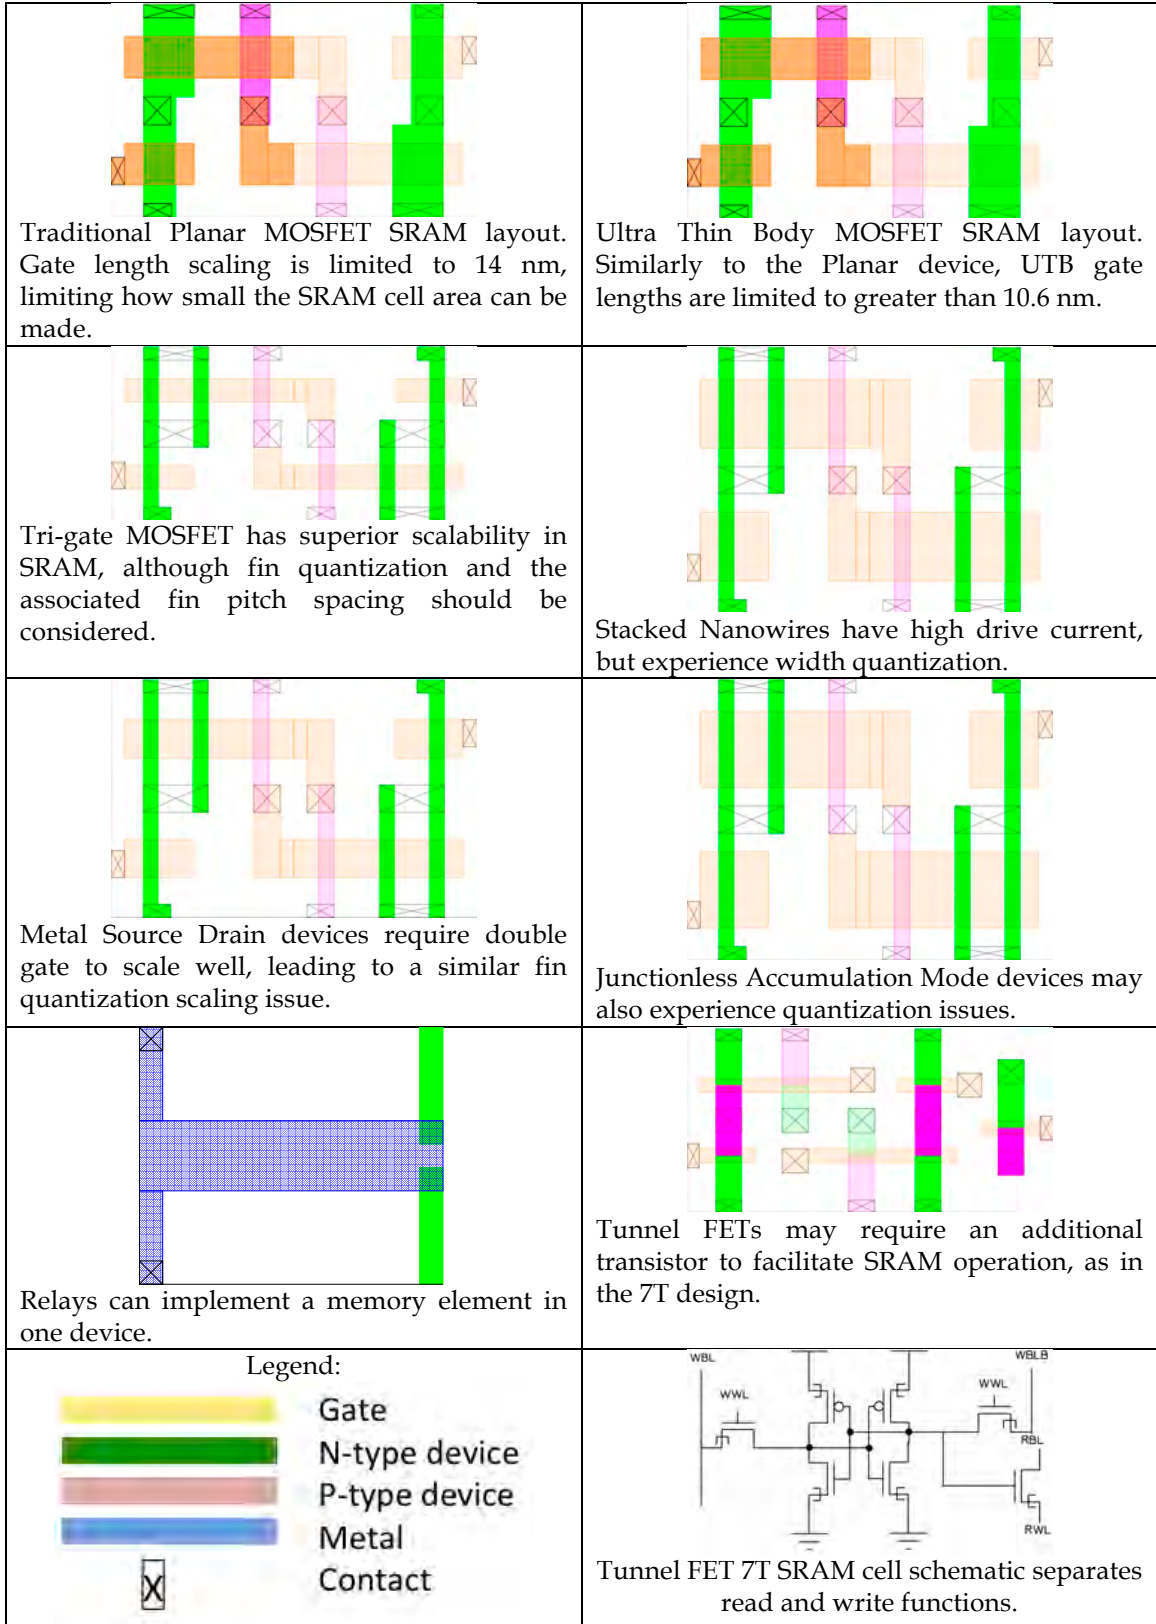 Traditional Planar MOSFET SRAM layout.
Gate length scaling is limited to 14 nm,
limiting how small the SRAM cell area can be
made.
Ultra Thin Body MOSFET SRAM layout.
Similarly to the Planar device, UTB gate
lengths are limited to greater than 10.6 nm.
Tri-gate MOSFET has superior scalability in
SRAM, although fin quantization and the
associated fin pitch spacing should be
considered.
Stacked Nanowires have high drive current,
but experience width quantization.
Metal Source Drain devices require double
gate to scale well, leading to a similar fin
quantization scaling issue.
Junctionless Accumulation Mode devices may
also experience quantization issues.
Relays can implement a memory element in
one device.
Tunnel FETs may require an additional
transistor to facilitate SRAM operation, as in
the 7T design.
Legend:
Gate
N-type device
P-type device
Metal
Contact
WBL
WBLB
WWL
WWL
RBL
RWL
Tunnel FET 7T SRAM cell schematic separates
read and write functions.